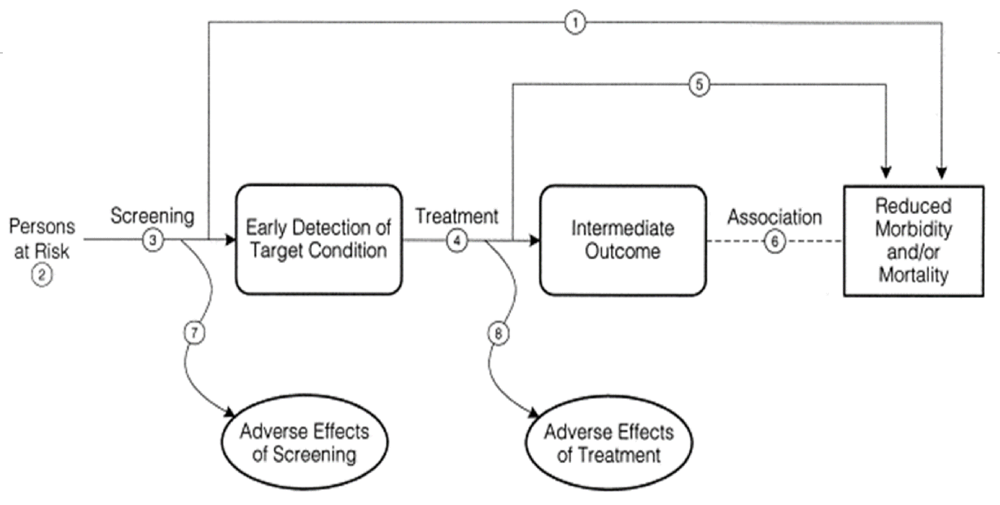 1
5
Screening
3
Persons
at Risk
2
Early Detection of
Target Condition
Treatment
4
Intermediate
Outcome
Association
6
Reduced
Morbidity
and/or
Mortality
7
8
Adverse Effects
of Screening
Adverse Effects
of Treatment